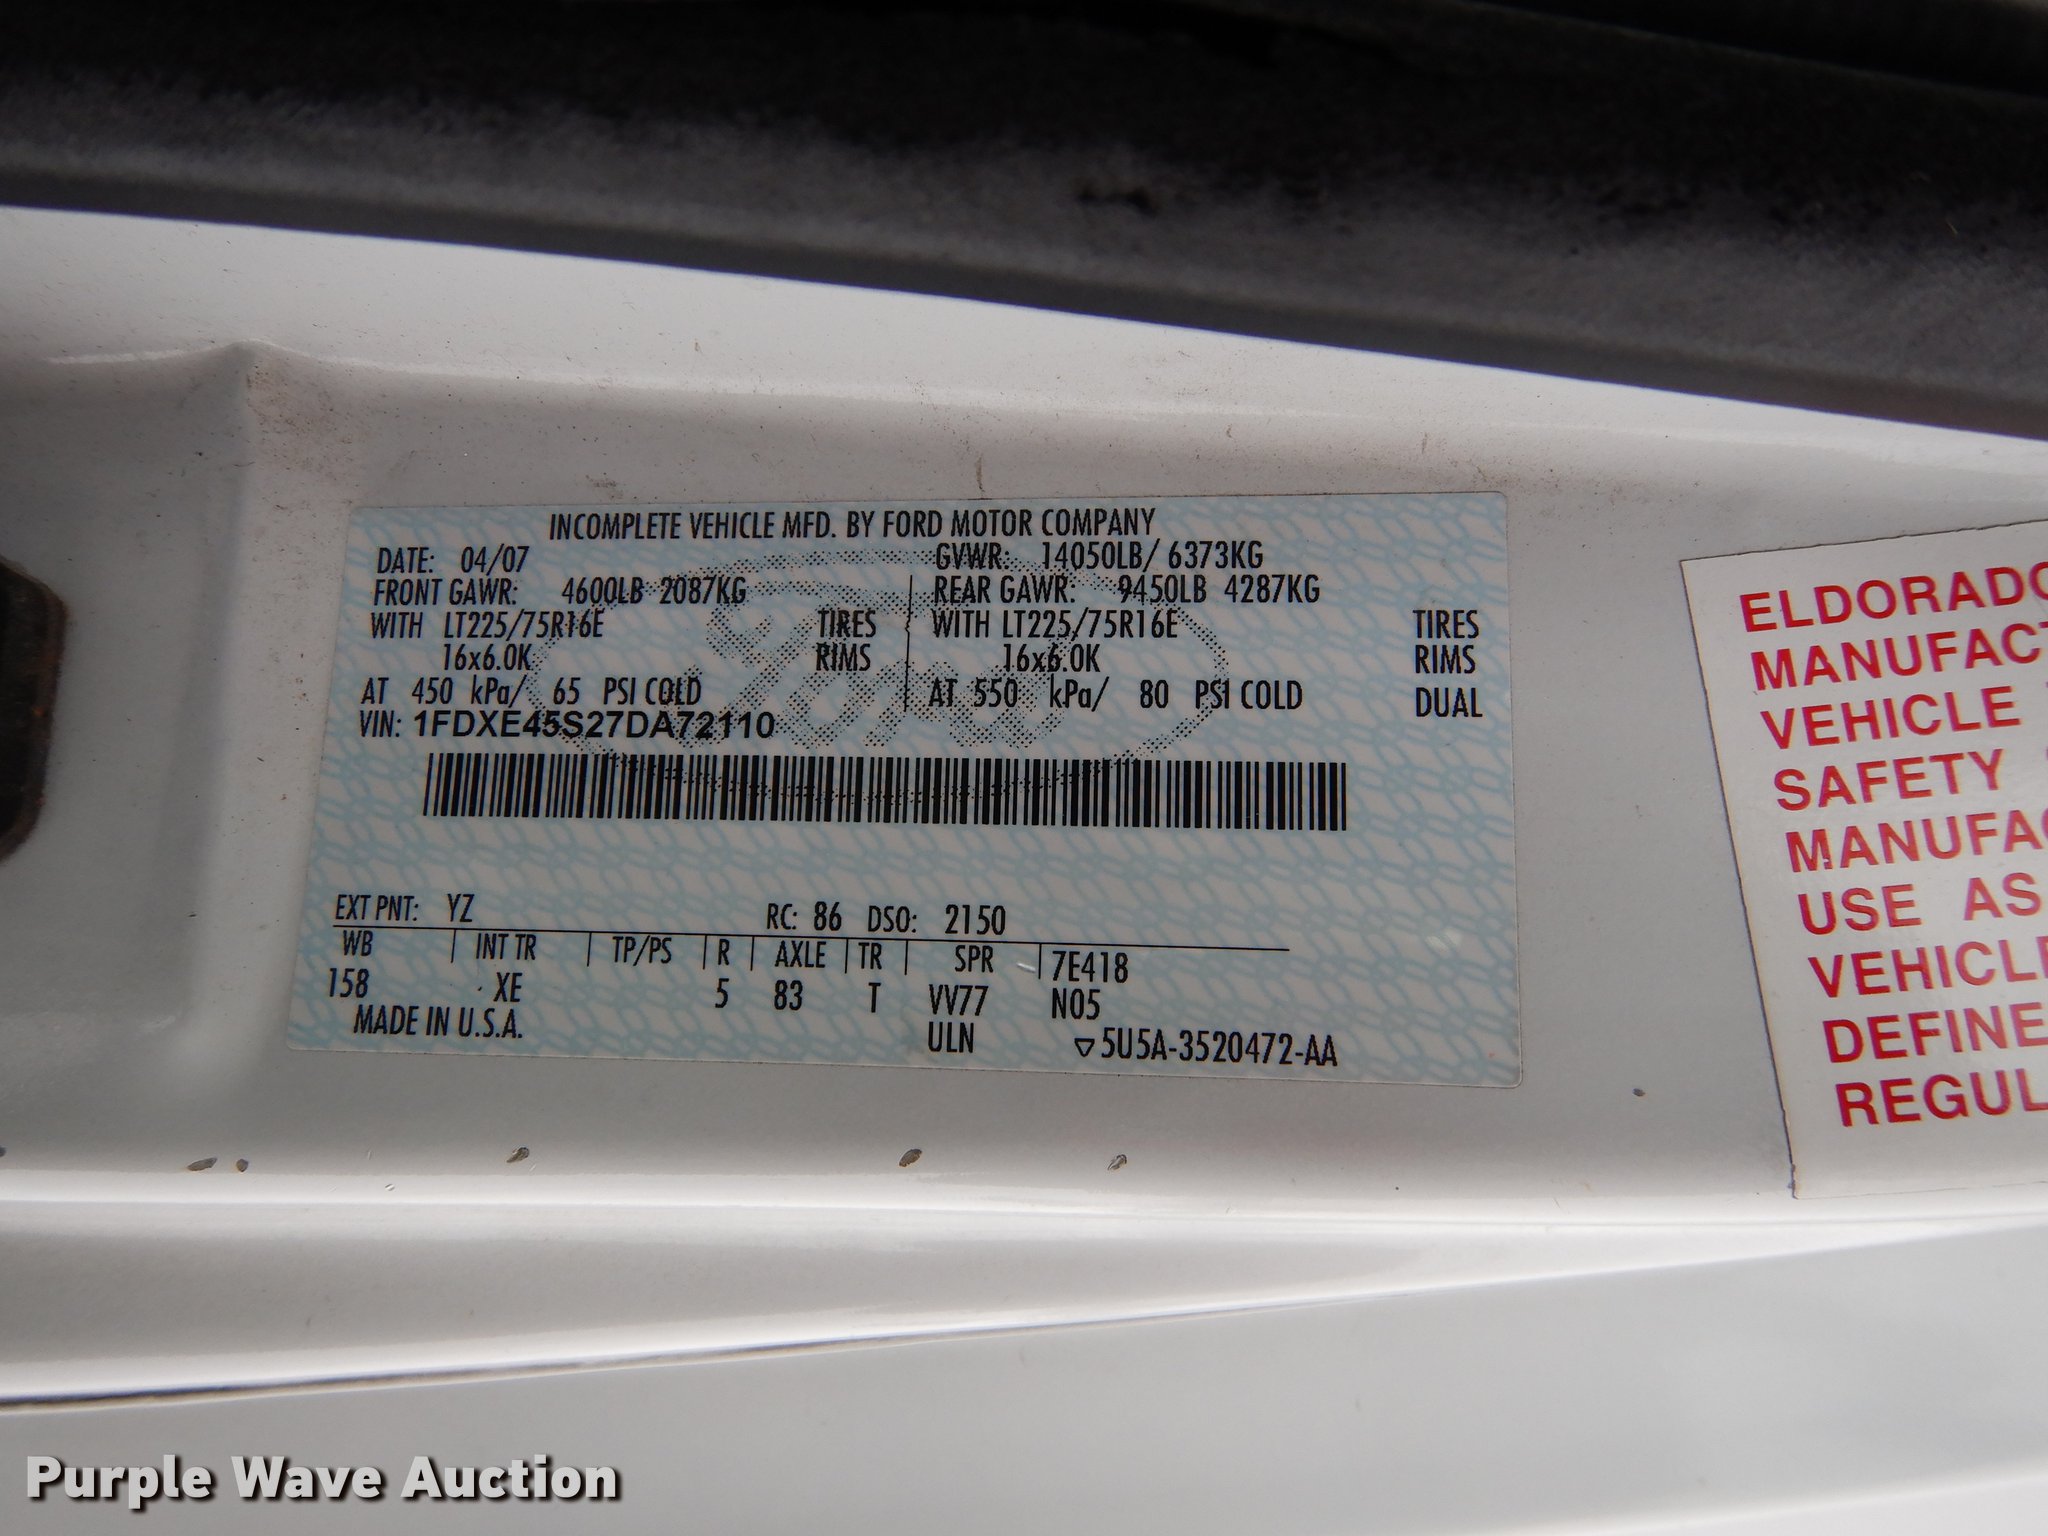 INCOMPLETE VEHICLE MFD. BY FORD MOTOR COMPANY
DATE: 04/07 GVWR: 14050LB/ 6373KG
FRONT GAWR: 4600LB 2087KG REAR GAWR: 9450LB 4287KG
WITH LT225/75R16E TIRES WITH LT225/75R16E TIRES
16x6.0K RIMS 16x6.0K RIMS
AT 450 kPa/ 65 PSI COLD AT 550 kPa/ 80 PSI COLD DUAL
VIN: 1FDXE45S27DA72110
EXT PNT: YZ RC: 86 DSO: 2150
WB INT TR TP/PS R AXLE TR SPR 7E418
158 XE 5 83 T VV77 N05
MADE IN U.S.A. ULN 5U5A-3520472-AA
ELDORADO
MANUFACT
VEHICLE
SAFETY
MANUFAC
USE AS
VEHICLE
DEFINE
REGUL
Purple Wave Auction